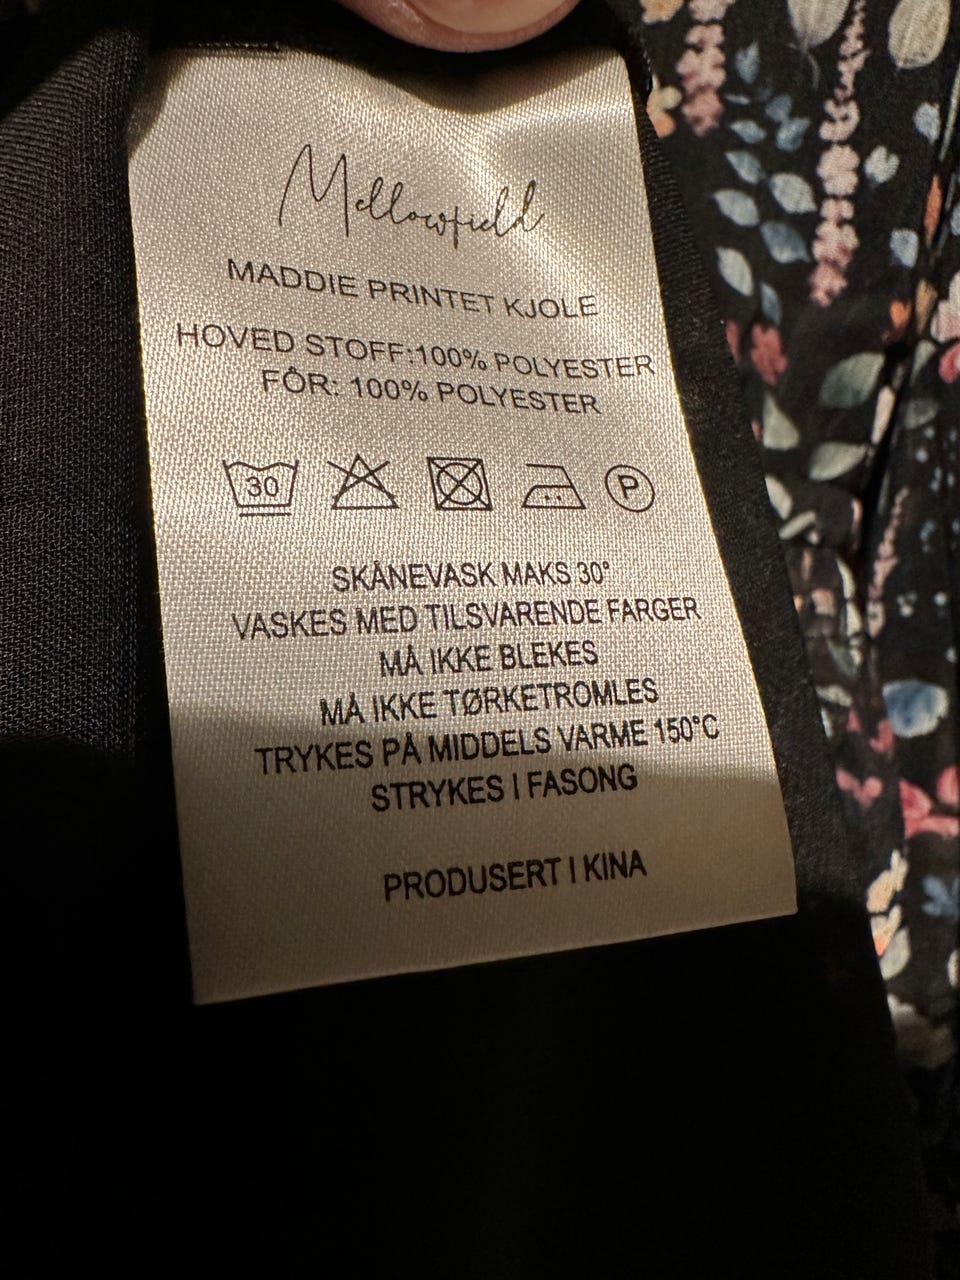 Mellowfield
MADDIE PRINTET KJOLE
HOVED STOFF:100% POLYESTER
FÔR: 100% POLYESTER
30 P
SKÅNEVASK MAKS 30°
VASKES MED TILSVARENDE FARGER
MÅ IKKE BLEKES
MÅ IKKE TØRKETROMLES
TRYKES PÅ MIDDELS VARME 150°C
STRYKES I FASONG
PRODUSERT I KINA